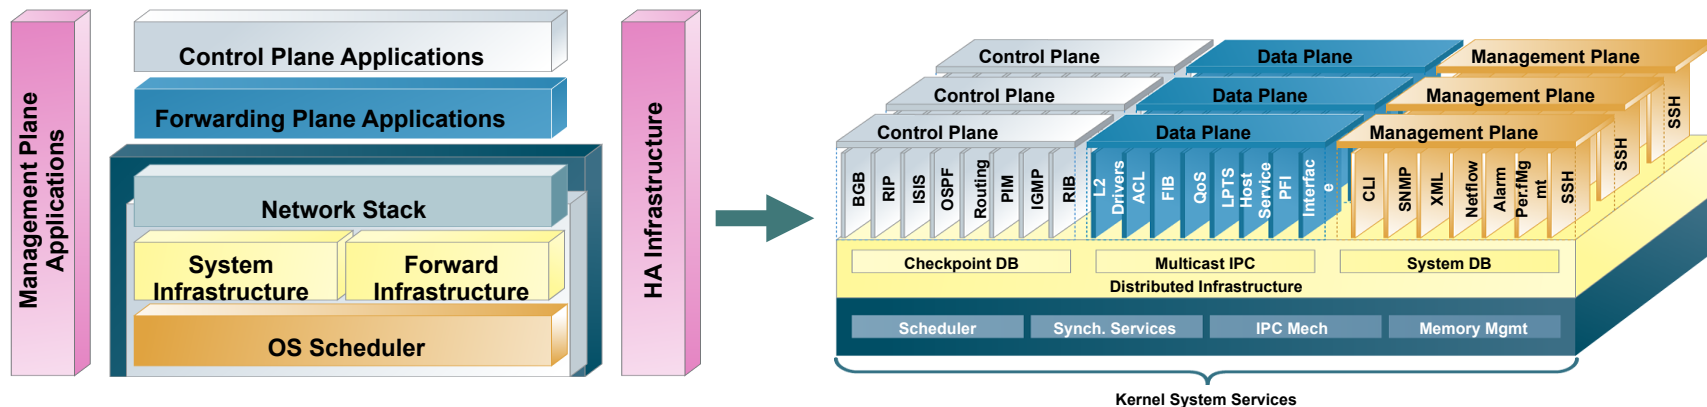 Management Plane
Applications
Control Plane Applications
Forwarding Plane Applications
Network Stack
System
Infrastructure
Forward
Infrastructure
OS Scheduler
HA Infrastructure
Control Plane
Data Plane
Management Plane
Control Plane
Data Plane
Management Plane
Control Plane
Data Plane
Management Plane
BGB
RIP
ISIS
OSPF
Routing
PIM
IGMP
RIB
L2
Drivers
ACL
FIB
QoS
LPTS
Host
Service
PFI
Interfac
e
CLI
SNMP
XML
Netflow
Alarm
Per.fMg
mt
SSH
SSH
SSH
Checkpoint DB
Multicast IPC
System DB
Distributed Infrastructure
Scheduler
Synch. Services
IPC Mech
Memory Mgmt
Kernel System Services